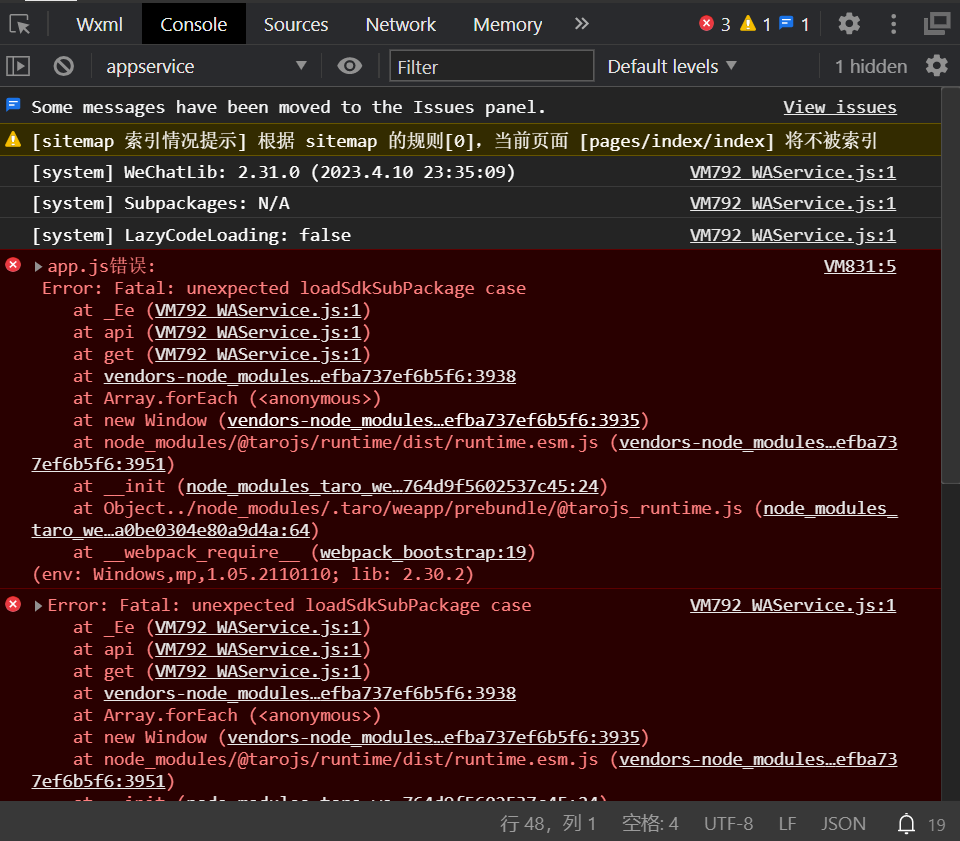 Wxml Console Sources Network Memory 3 1 1
appservice Filter Default levels 1 hidden
Some messages have been moved to the Issues panel. View issues
[sitemap 索引情况提示] 根据 sitemap 的规则[0]，当前页面 [pages/index/index] 将不被索引
[system] WeChatLib: 2.31.0 (2023.4.10 23:35:09) VM792 WAService.js:1
[system] Subpackages: N/A VM792 WAService.js:1
[system] LazyCodeLoading: false VM792 WAService.js:1
app.js错误: VM831:5
Error: Fatal: unexpected loadSdkSubPackage case
at _Ee (VM792 WAService.js:1)
at api (VM792 WAService.js:1)
at get (VM792 WAService.js:1)
at vendors-node_modules…efba737ef6b5f6:3938
at Array.forEach (<anonymous>)
at new Window (vendors-node_modules…efba737ef6b5f6:3935)
at node_modules/@tarojs/runtime/dist/runtime.esm.js (vendors-node_modules…efba73
7ef6b5f6:3951)
at __init (node_modules_taro_we…764d9f5602537c45:24)
at Object../node_modules/.taro/weapp/prebundle/@tarojs_runtime.js (node_modules_
taro_we…a0be0304e80a9d4a:64)
at __webpack_require__ (webpack_bootstrap:19)
(env: Windows,mp,1.05.2110110; lib: 2.30.2)
Error: Fatal: unexpected loadSdkSubPackage case VM792 WAService.js:1
at _Ee (VM792 WAService.js:1)
at api (VM792 WAService.js:1)
at get (VM792 WAService.js:1)
at vendors-node_modules…efba737ef6b5f6:3938
at Array.forEach (<anonymous>)
at new Window (vendors-node_modules…efba737ef6b5f6:3935)
at node_modules/@tarojs/runtime/dist/runtime.esm.js (vendors-node_modules…efba73
7ef6b5f6:3951)
at __init (node_modules_taro_we…764d9f5602537c45:24)
行 48，列 1 空格: 4 UTF-8 LF JSON 19